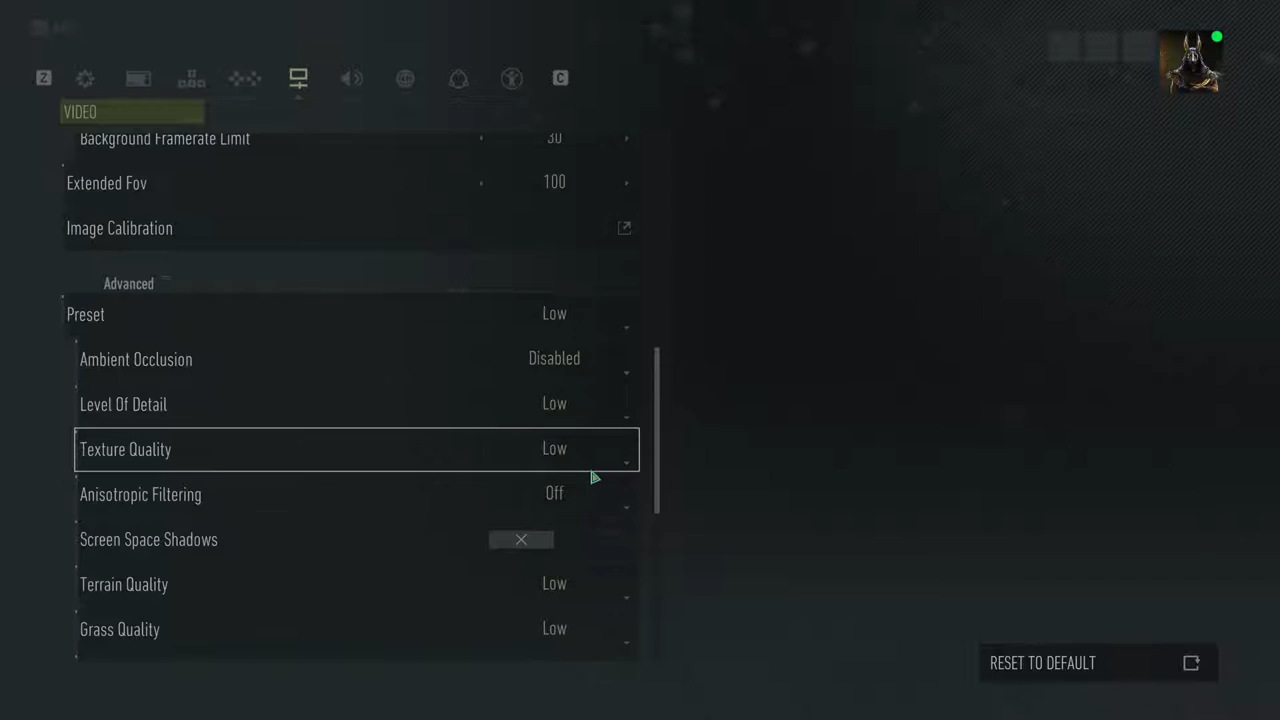 Z
C
VIDEO
Background Framerate Limit 30
Extended Fov 100
Image Calibration
Advanced
Preset Low
Ambient Occlusion Disabled
Level Of Detail Low
Texture Quality Low
Anisotropic Filtering Off
Screen Space Shadows
Terrain Quality Low
Grass Quality Low
RESET TO DEFAULT